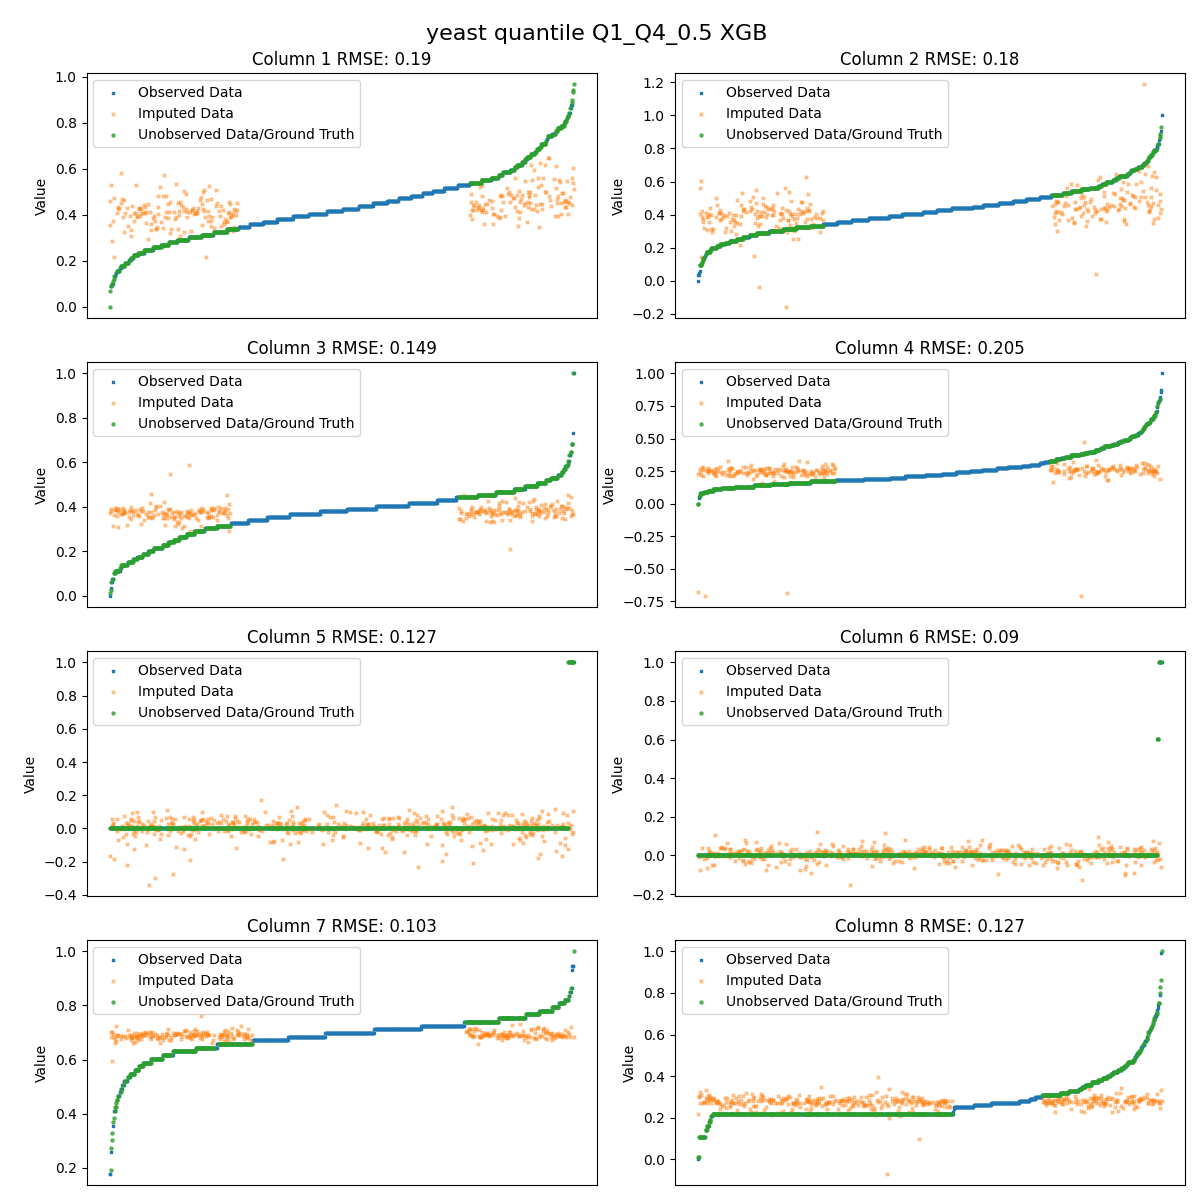 yeast quantile Q1_Q4_0.5 XGB
Column 1 RMSE: 0.19
Value
1.0
0.8
0.6
0.4
0.2
0.0
Observed Data
Imputed Data
Unobserved Data/Ground Truth
Column 2 RMSE: 0.18
Value
1.2
1.0
0.8
0.6
0.4
0.2
0.0
−0.2
Observed Data
Imputed Data
Unobserved Data/Ground Truth
Column 3 RMSE: 0.149
Value
1.0
0.8
0.6
0.4
0.2
0.0
Observed Data
Imputed Data
Unobserved Data/Ground Truth
Column 4 RMSE: 0.205
Value
1.00
0.75
0.50
0.25
0.00
−0.25
−0.50
−0.75
Observed Data
Imputed Data
Unobserved Data/Ground Truth
Column 5 RMSE: 0.127
Value
1.0
0.8
0.6
0.4
0.2
0.0
−0.2
−0.4
Observed Data
Imputed Data
Unobserved Data/Ground Truth
Column 6 RMSE: 0.09
Value
1.0
0.8
0.6
0.4
0.2
0.0
−0.2
Observed Data
Imputed Data
Unobserved Data/Ground Truth
Column 7 RMSE: 0.103
Value
1.0
0.8
0.6
0.4
0.2
Observed Data
Imputed Data
Unobserved Data/Ground Truth
Column 8 RMSE: 0.127
Value
1.0
0.8
0.6
0.4
0.2
0.0
Observed Data
Imputed Data
Unobserved Data/Ground Truth